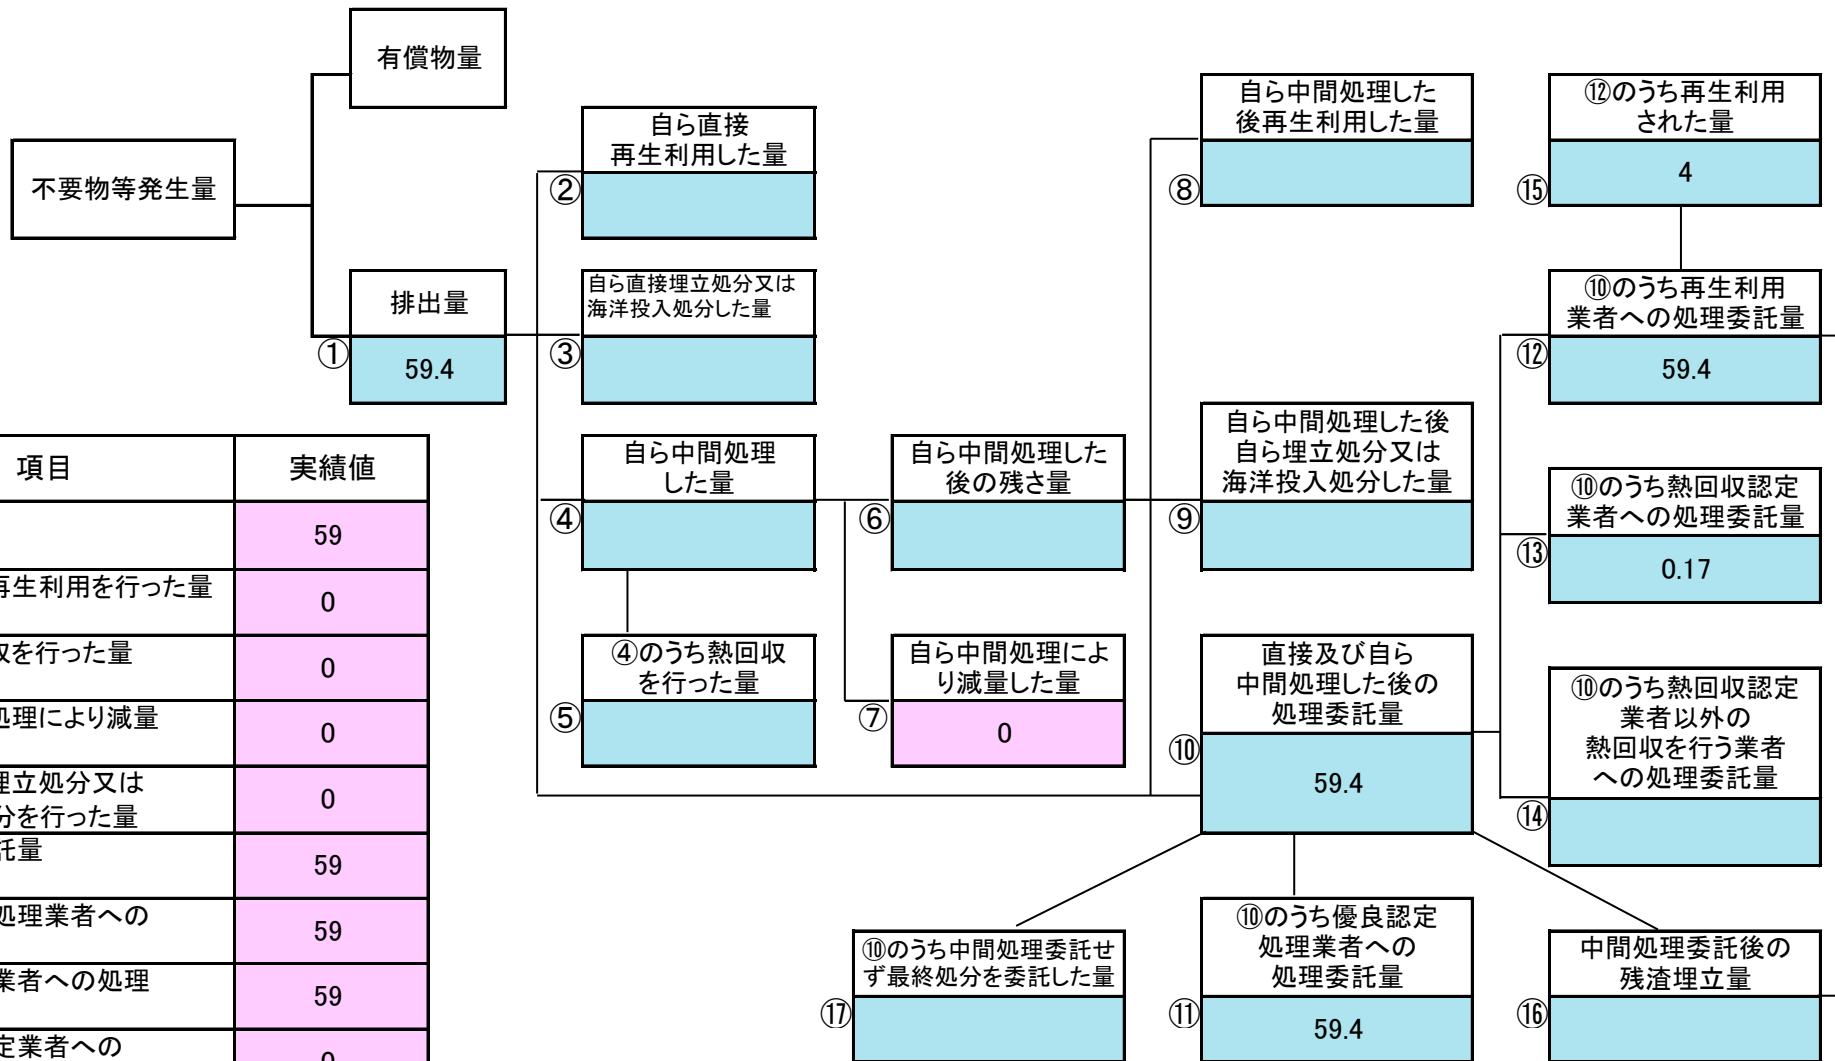 有償物量
不要物等発生量
排出量
①
59.4
自ら直接
再生利用した量
②
自ら直接埋立処分又は
海洋投入処分した量
③
自ら中間処理
した量
④
④のうち熱回収
を行った量
⑤
自ら中間処理した
後の残さ量
⑥
自ら中間処理によ
り減量した量
⑦
0
自ら中間処理した
後再生利用した量
⑧
自ら中間処理した後
自ら埋立処分又は
海洋投入処分した量
⑨
直接及び自ら
中間処理した後の
処理委託量
⑩
59.4
⑩のうち優良認定
処理業者への
処理委託量
⑪
59.4
⑫のうち再生利用
された量
⑮
4
⑩のうち再生利用
業者への処理委託量
⑫
59.4
⑩のうち熱回収認定
業者への処理委託量
⑬
0.17
⑩のうち熱回収認定
業者以外の
熱回収を行う業者
への処理委託量
⑭
中間処理委託後の
残渣埋立量
⑯
⑩のうち中間処理委託せ
ず最終処分を委託した量
⑰
項目 実績値
59
再生利用を行った量 0
を行った量 0
処理により減量 0
埋立処分又は
分を行った量 0
託量 59
処理業者への 59
業者への処理 59
定業者への 0